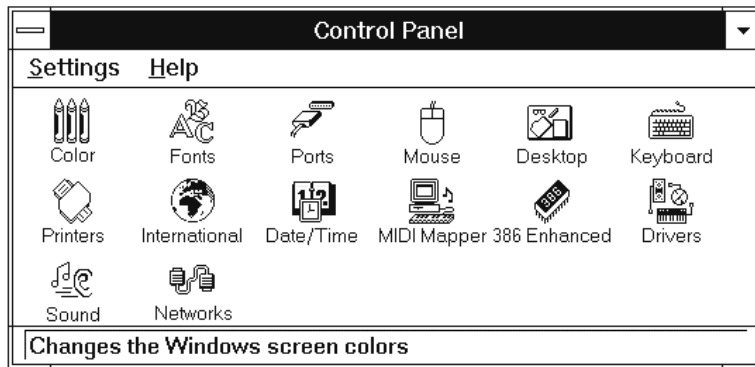 Control Panel
Settings Help
Color Fonts Ports Mouse Desktop Keyboard
Printers International Date/Time MIDI Mapper 386 Enhanced Drivers
Sound Networks
Changes the Windows screen colors